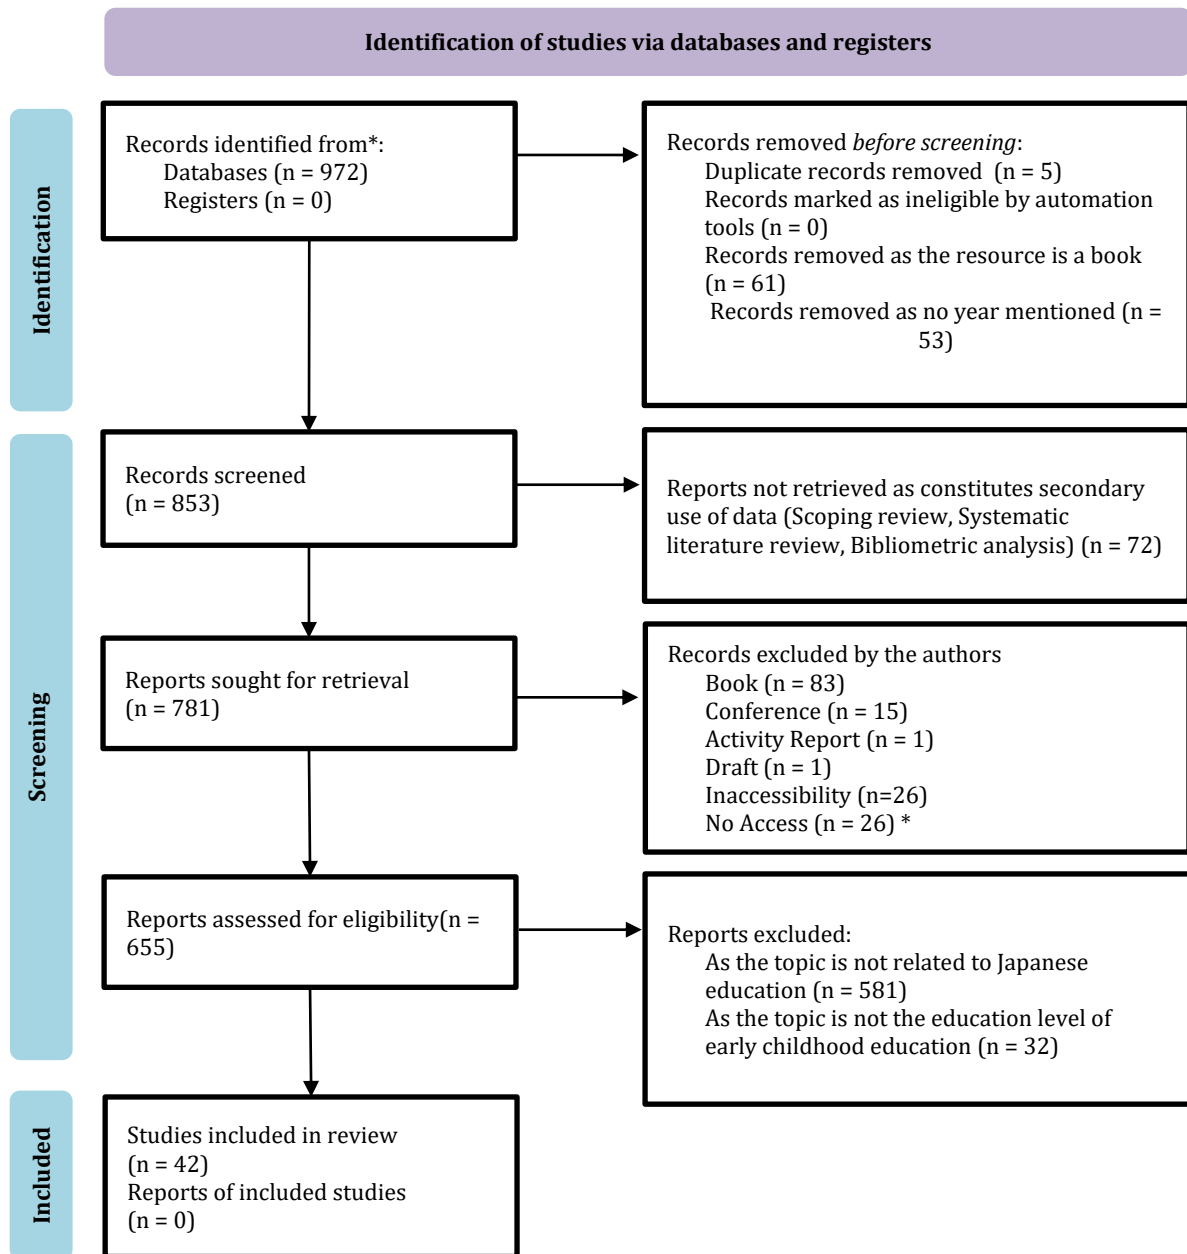 Identification of studies via databases and registers
Identification
Records identified from*:
Databases (n = 972)
Registers (n = 0)
Records removed before screening:
Duplicate records removed  (n = 5)
Records marked as ineligible by automation
tools (n = 0)
Records removed as the resource is a book
(n = 61)
Records removed as no year mentioned (n =
53)
Screening
Records screened
(n = 853)
Reports not retrieved as constitutes secondary
use of data (Scoping review, Systematic
literature review, Bibliometric analysis) (n = 72)
Reports sought for retrieval
(n = 781)
Records excluded by the authors
Book (n = 83)
Conference (n = 15)
Activity Report (n = 1)
Draft (n = 1)
Inaccessibility (n=26)
No Access (n = 26) *
Reports assessed for eligibility(n =
655)
Reports excluded:
As the topic is not related to Japanese
education (n = 581)
As the topic is not the education level of
early childhood education (n = 32)
Included
Studies included in review
(n = 42)
Reports of included studies
(n = 0)